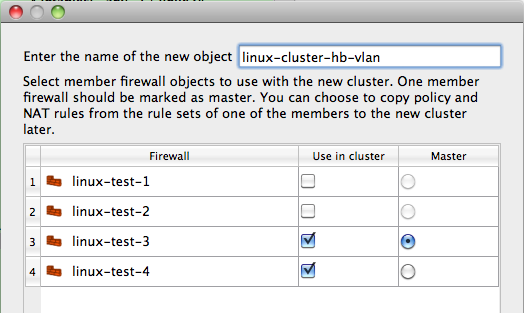 Enter the name of the new object linux-cluster-hb-vlan
Select member firewall objects to use with the new cluster. One member
firewall should be marked as master. You can choose to copy policy and
NAT rules from the rule sets of one of the members to the new cluster
later.
Firewall Use in cluster Master
1 linux-test-1
2 linux-test-2
3 linux-test-3
4 linux-test-4